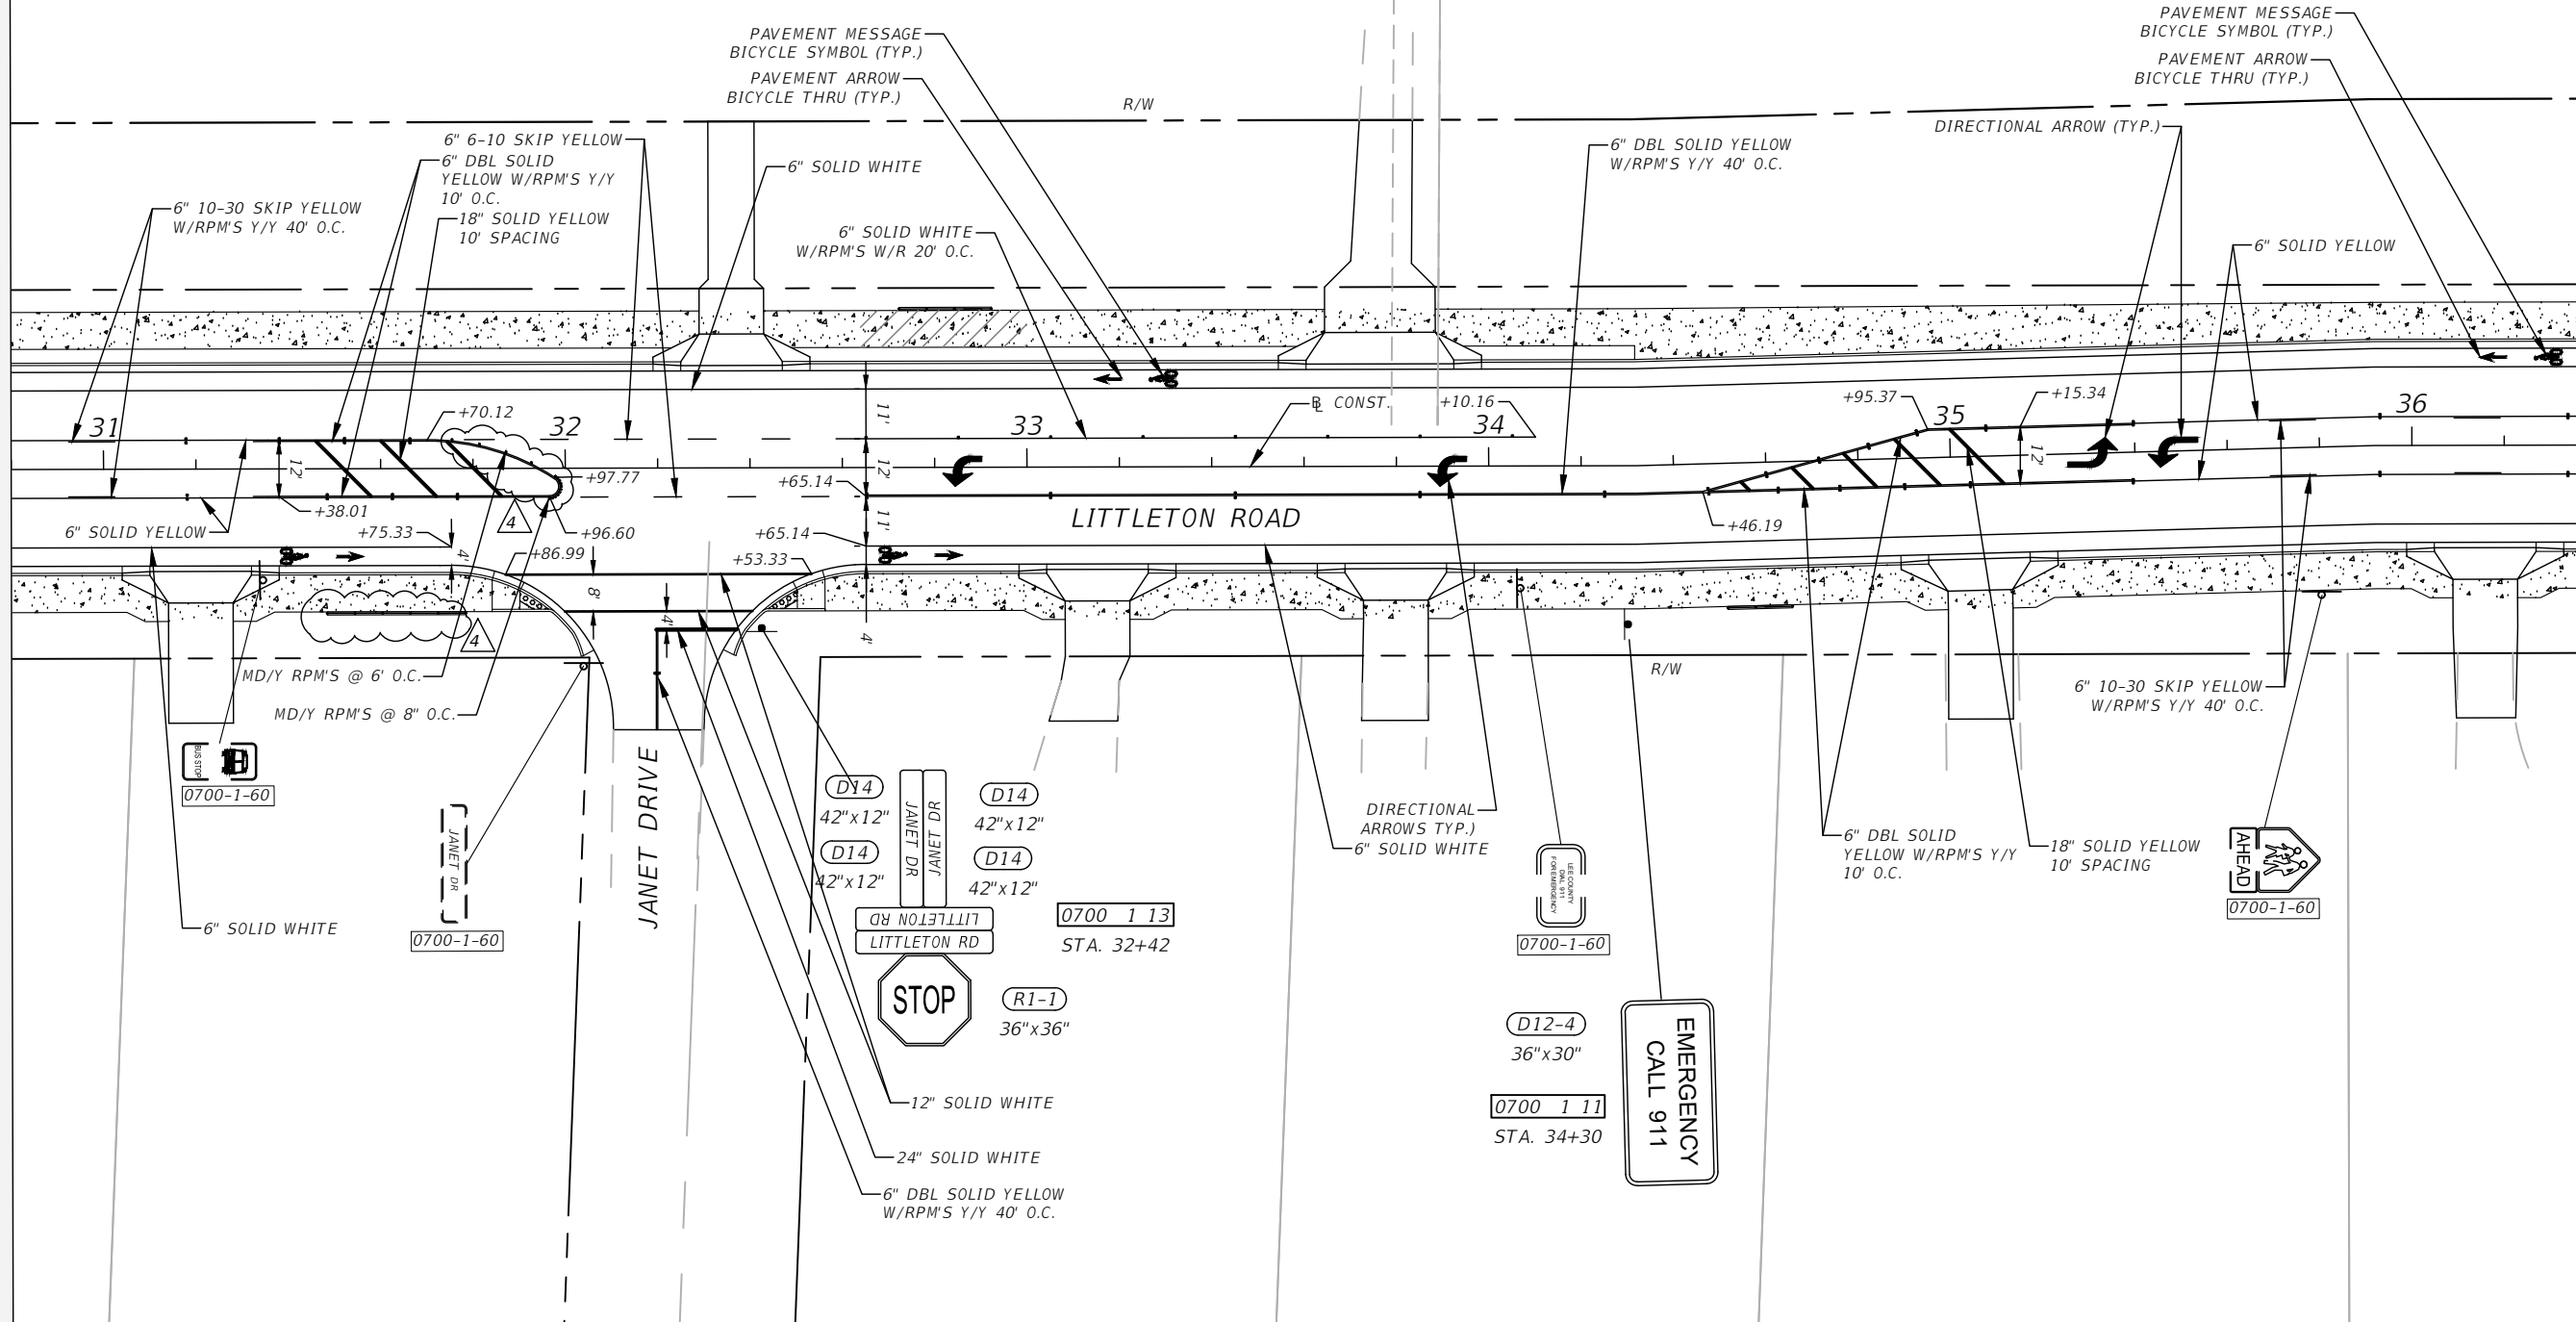 PAVEMENT MESSAGE
BICYCLE SYMBOL (TYP.)
PAVEMENT ARROW
BICYCLE THRU (TYP.)
PAVEMENT MESSAGE
BICYCLE SYMBOL (TYP.)
PAVEMENT ARROW
BICYCLE THRU (TYP.)
R/W
6" 6-10 SKIP YELLOW
6" DBL SOLID
YELLOW W/RPM'S Y/Y
10' O.C.
18" SOLID YELLOW
10' SPACING
6" 10-30 SKIP YELLOW
W/RPM'S Y/Y 40' O.C.
6" SOLID WHITE
6" SOLID WHITE
W/RPM'S W/R 20' O.C.
6" DBL SOLID YELLOW
W/RPM'S Y/Y 40' O.C.
DIRECTIONAL ARROW (TYP.)
6" SOLID YELLOW
31
+70.12
32
11'
33
BL CONST.
+10.16
34
+95.37
35
+15.34
36
12'
12'
12'
+97.77
+65.14
+38.01
4
+96.60
6" SOLID YELLOW
+75.33
4'
+86.99
+65.14
+53.33
11'
LITTLETON ROAD
+46.19
8'
4'
4'
4
R/W
MD/Y RPM'S @ 6' O.C.
MD/Y RPM'S @ 8" O.C.
6" 10-30 SKIP YELLOW
W/RPM'S Y/Y 40' O.C.
BUS STOP
0700-1-60
JANET DR
0700-1-60
6" SOLID WHITE
JANET DRIVE
D14
42"x12"
D14
42"x12"
JANET DR
JANET DR
D14
42"x12"
D14
42"x12"
LITTLETON RD
LITTLETON RD
0700 1 13
STA. 32+42
STOP
R1-1
36"x36"
12" SOLID WHITE
24" SOLID WHITE
6" DBL SOLID YELLOW
W/RPM'S Y/Y 40' O.C.
DIRECTIONAL
ARROWS TYP.)
6" SOLID WHITE
LEE COUNTY
DIAL 911
FOR EMERGENCY
0700-1-60
D12-4
36"x30"
0700 1 11
STA. 34+30
EMERGENCY
CALL 911
6" DBL SOLID
YELLOW W/RPM'S Y/Y
10' O.C.
18" SOLID YELLOW
10' SPACING
AHEAD
0700-1-60